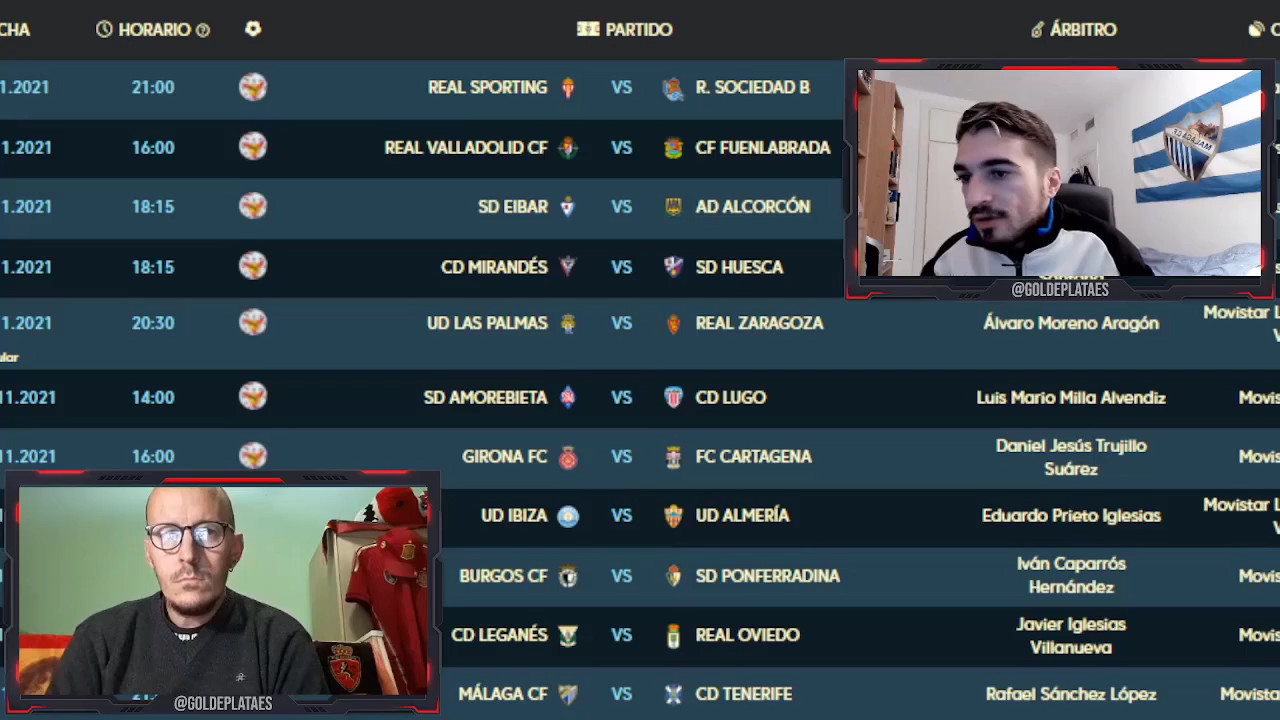 CHA HORARIO PARTIDO ÁRBITRO
1.2021 21:00 REAL SPORTING VS R. SOCIEDAD B
1.2021 16:00 REAL VALLADOLID CF VS CF FUENLABRADA
1.2021 18:15 SD EIBAR VS AD ALCORCÓN
1.2021 18:15 CD MIRANDÉS VS SD HUESCA
MALAGA CF
@GOLDEPLATAES
1.2021 20:30 UD LAS PALMAS VS REAL ZARAGOZA Álvaro Moreno Aragón Movistar L
ular
11.2021 14:00 SD AMOREBIETA VS CD LUGO Luis Mario Milla Alvendiz Movis
11.2021 16:00 GIRONA FC VS FC CARTAGENA Daniel Jesús Trujillo Movis
Suárez
UD IBIZA VS UD ALMERÍA Eduardo Prieto Iglesias Movistar L
BURGOS CF VS SD PONFERRADINA Iván Caparrós Movis
Hernández
CD LEGANÉS VS REAL OVIEDO Javier Iglesias Movis
Villanueva
MÁLAGA CF VS CD TENERIFE Rafael Sánchez López Movista
@GOLDEPLATAES